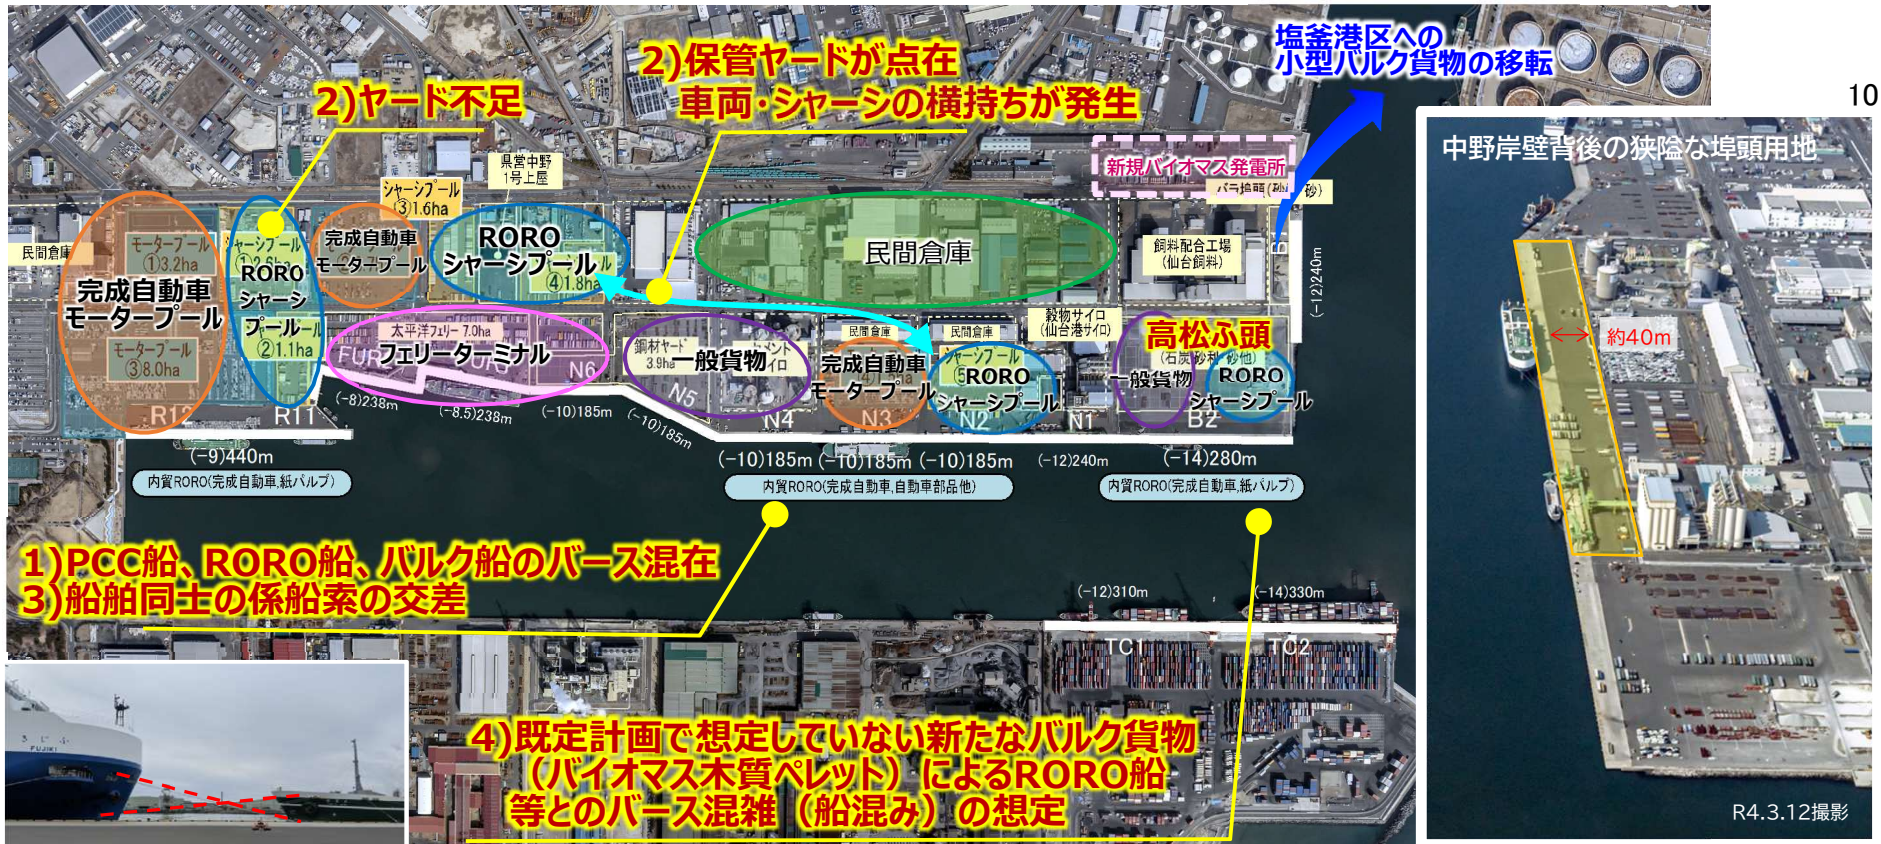 2)ヤード不足
2)保管ヤードが点在
車両・シャーシの横持ちが発生
塩釜港区への
小型バルク貨物の移転
10
中野岸壁背後の狭隘な埠頭用地
約40m
R4.3.12撮影
県営中野
1号上屋
新規バイオマス発電所
シャーシプール
③1.6ha
民間倉庫
モータープール
①3.2ha
完成自動車
モータープール
モータープール
③8.0ha
RORO
シャーシ
プール
②1.1ha
完成自動車
モータープール
RORO
シャーシプール
④1.8ha
民間倉庫
飼料配合工場
(仙台飼料)
(-12)240m
太平洋フェリー 7.0ha
フェリーターミナル
N6
鋼材ヤード
3.9ha
一般貨物
N5
N4
民間倉庫
完成自動車
モータープール
N3
民間倉庫
シャーシプール
RORO
シャーシプール
N2
穀物サイロ
(仙台港サイロ)
N1
高松ふ頭
一般貨物
RORO
シャーシプール
B2
R12
R11
(-8)238m
(-8.5)238m
(-10)185m
(-10)185m
(-9)440m
(-10)185m
(-10)185m
(-10)185m
(-12)240m
(-14)280m
内貿RORO(完成自動車,紙パルプ)
内貿RORO(完成自動車,自動車部品他)
内貿RORO(完成自動車,紙パルプ)
1)PCC船、RORO船、バルク船のバース混在
3)船舶同士の係船索の交差
(-12)310m
(-14)330m
TC1
TC2
FUJIKI
4)既定計画で想定していない新たなバルク貨物
（バイオマス木質ペレット）によるRORO船
等とのバース混雑（船混み）の想定